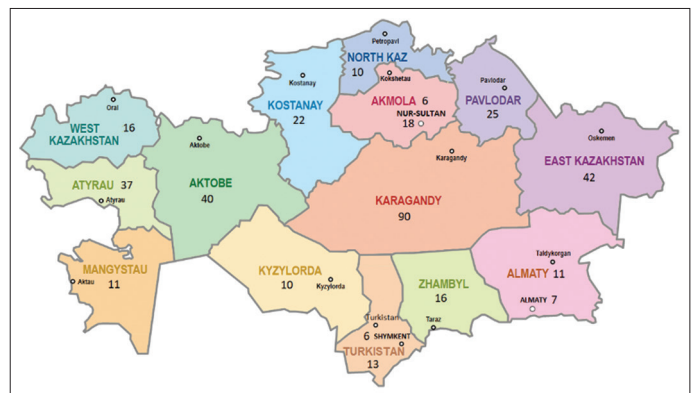 Petropavl
NORTH KAZ
10
Kokshetau
Kostanay
KOSTANAY
22
AKMOLA 6
NUR-SULTAN
18
Pavlodar
PAVLODAR
25
Oral
WEST 16
KAZAKHSTAN
Aktobe
AKTOBE
40
Karagandy
KARAGANDY
90
Oskemen
EAST KAZAKHSTAN
42
ATYRAU 37
Atyrau
MANGYSTAU
11
Aktau
KYZYLORDA
10
Kyzylorda
ZHAMBYL
16
Taraz
Taldykorgan
ALMATY 11
ALMATY 7
Turkistan
6 SHYMKENT
TURKISTAN
13